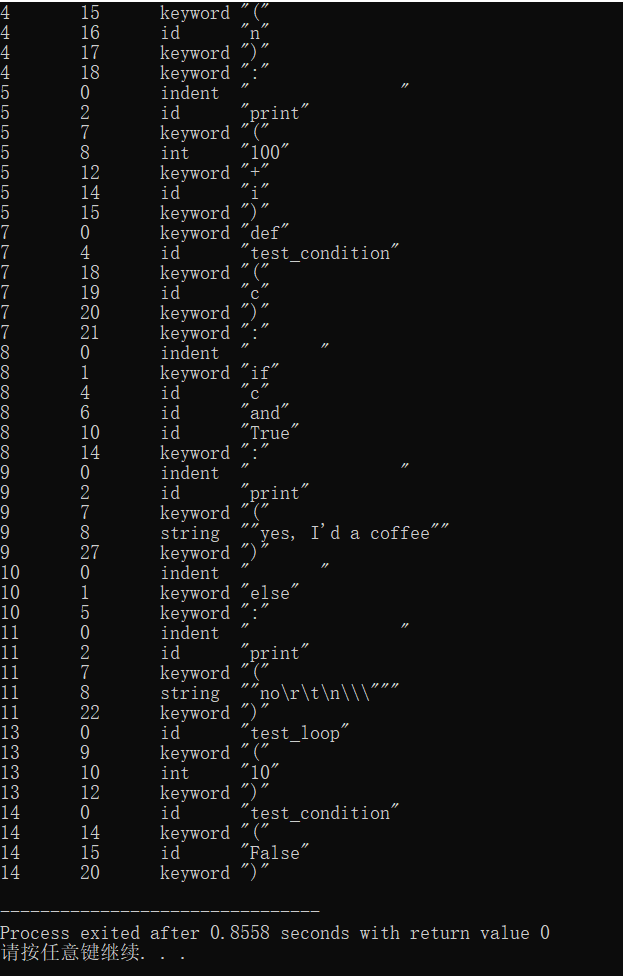 4 15 keyword "("
4 16 id "n"
4 17 keyword ")"
4 18 keyword ":"
5 0 indent " "
5 2 id "print"
5 7 keyword "("
5 8 int "100"
5 12 keyword "+"
5 14 id "i"
5 15 keyword ")"
7 0 keyword "def"
7 4 id "test_condition"
7 18 keyword "("
7 19 id "c"
7 20 keyword ")"
7 21 keyword ":"
8 0 indent " "
8 1 keyword "if"
8 4 id "c"
8 6 id "and"
8 10 id "True"
8 14 keyword ":"
9 0 indent " "
9 2 id "print"
9 7 keyword "("
9 8 string ""yes, I'd a coffee""
9 27 keyword ")"
10 0 indent " "
10 1 keyword "else"
10 5 keyword ":"
11 0 indent " "
11 2 id "print"
11 7 keyword "("
11 8 string ""no\r\t\n\\\"""
11 22 keyword ")"
13 0 id "test_loop"
13 9 keyword "("
13 10 int "10"
13 12 keyword ")"
14 0 id "test_condition"
14 14 keyword "("
14 15 id "False"
14 20 keyword ")"
--------------------------------
Process exited after 0.8558 seconds with return value 0
请按任意键继续. . .